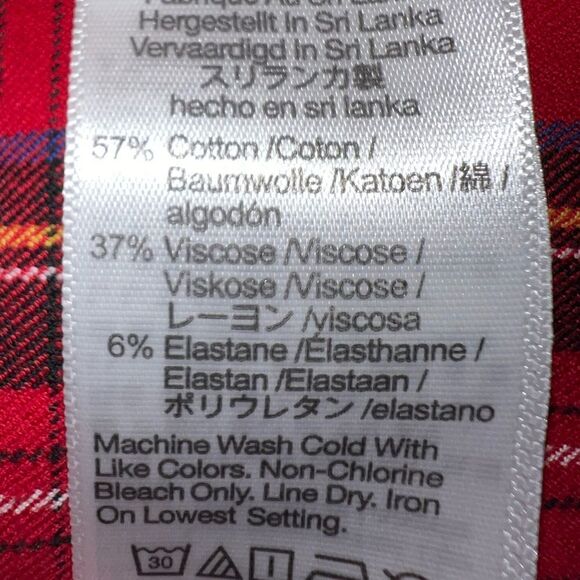 Hergestellt In Sri Lanka
Vervaardigd In Sri Lanka
スリランカ製
hecho en sri lanka
57% Cotton /Coton /
Baumwolle /Katoen /綿 /
algodón
37% Viscose /Viscose /
Viskose /Viscose /
レーヨン /viscosa
6% Elastane /Élasthanne /
Elastan /Elastaan /
ポリウレタン /elastano
Machine Wash Cold With
Like Colors. Non-Chlorine
Bleach Only. Line Dry. Iron
On Lowest Setting.
30